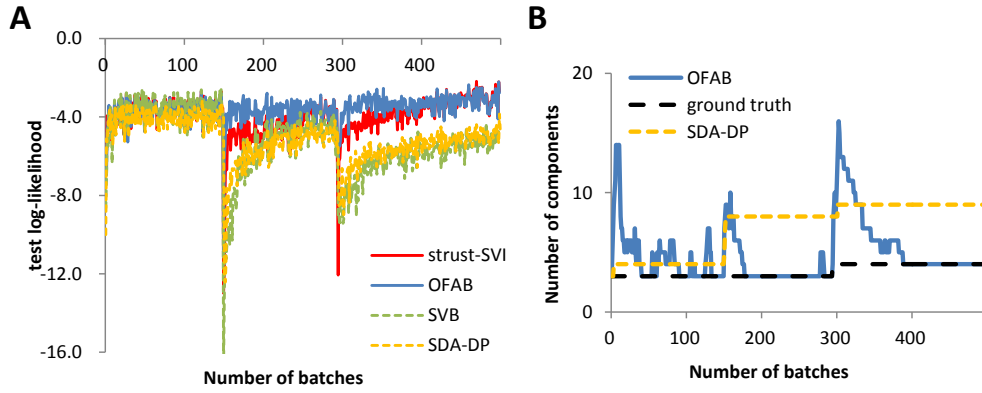 A
0.0
0 100 200 300 400
-4.0
-8.0
-12.0
-16.0
test log-likelihood
Number of batches
strust-SVI
OFAB
SVB
SDA-DP
B
20
10
0
0 100 200 300 400
Number of components
Number of batches
OFAB
ground truth
SDA-DP